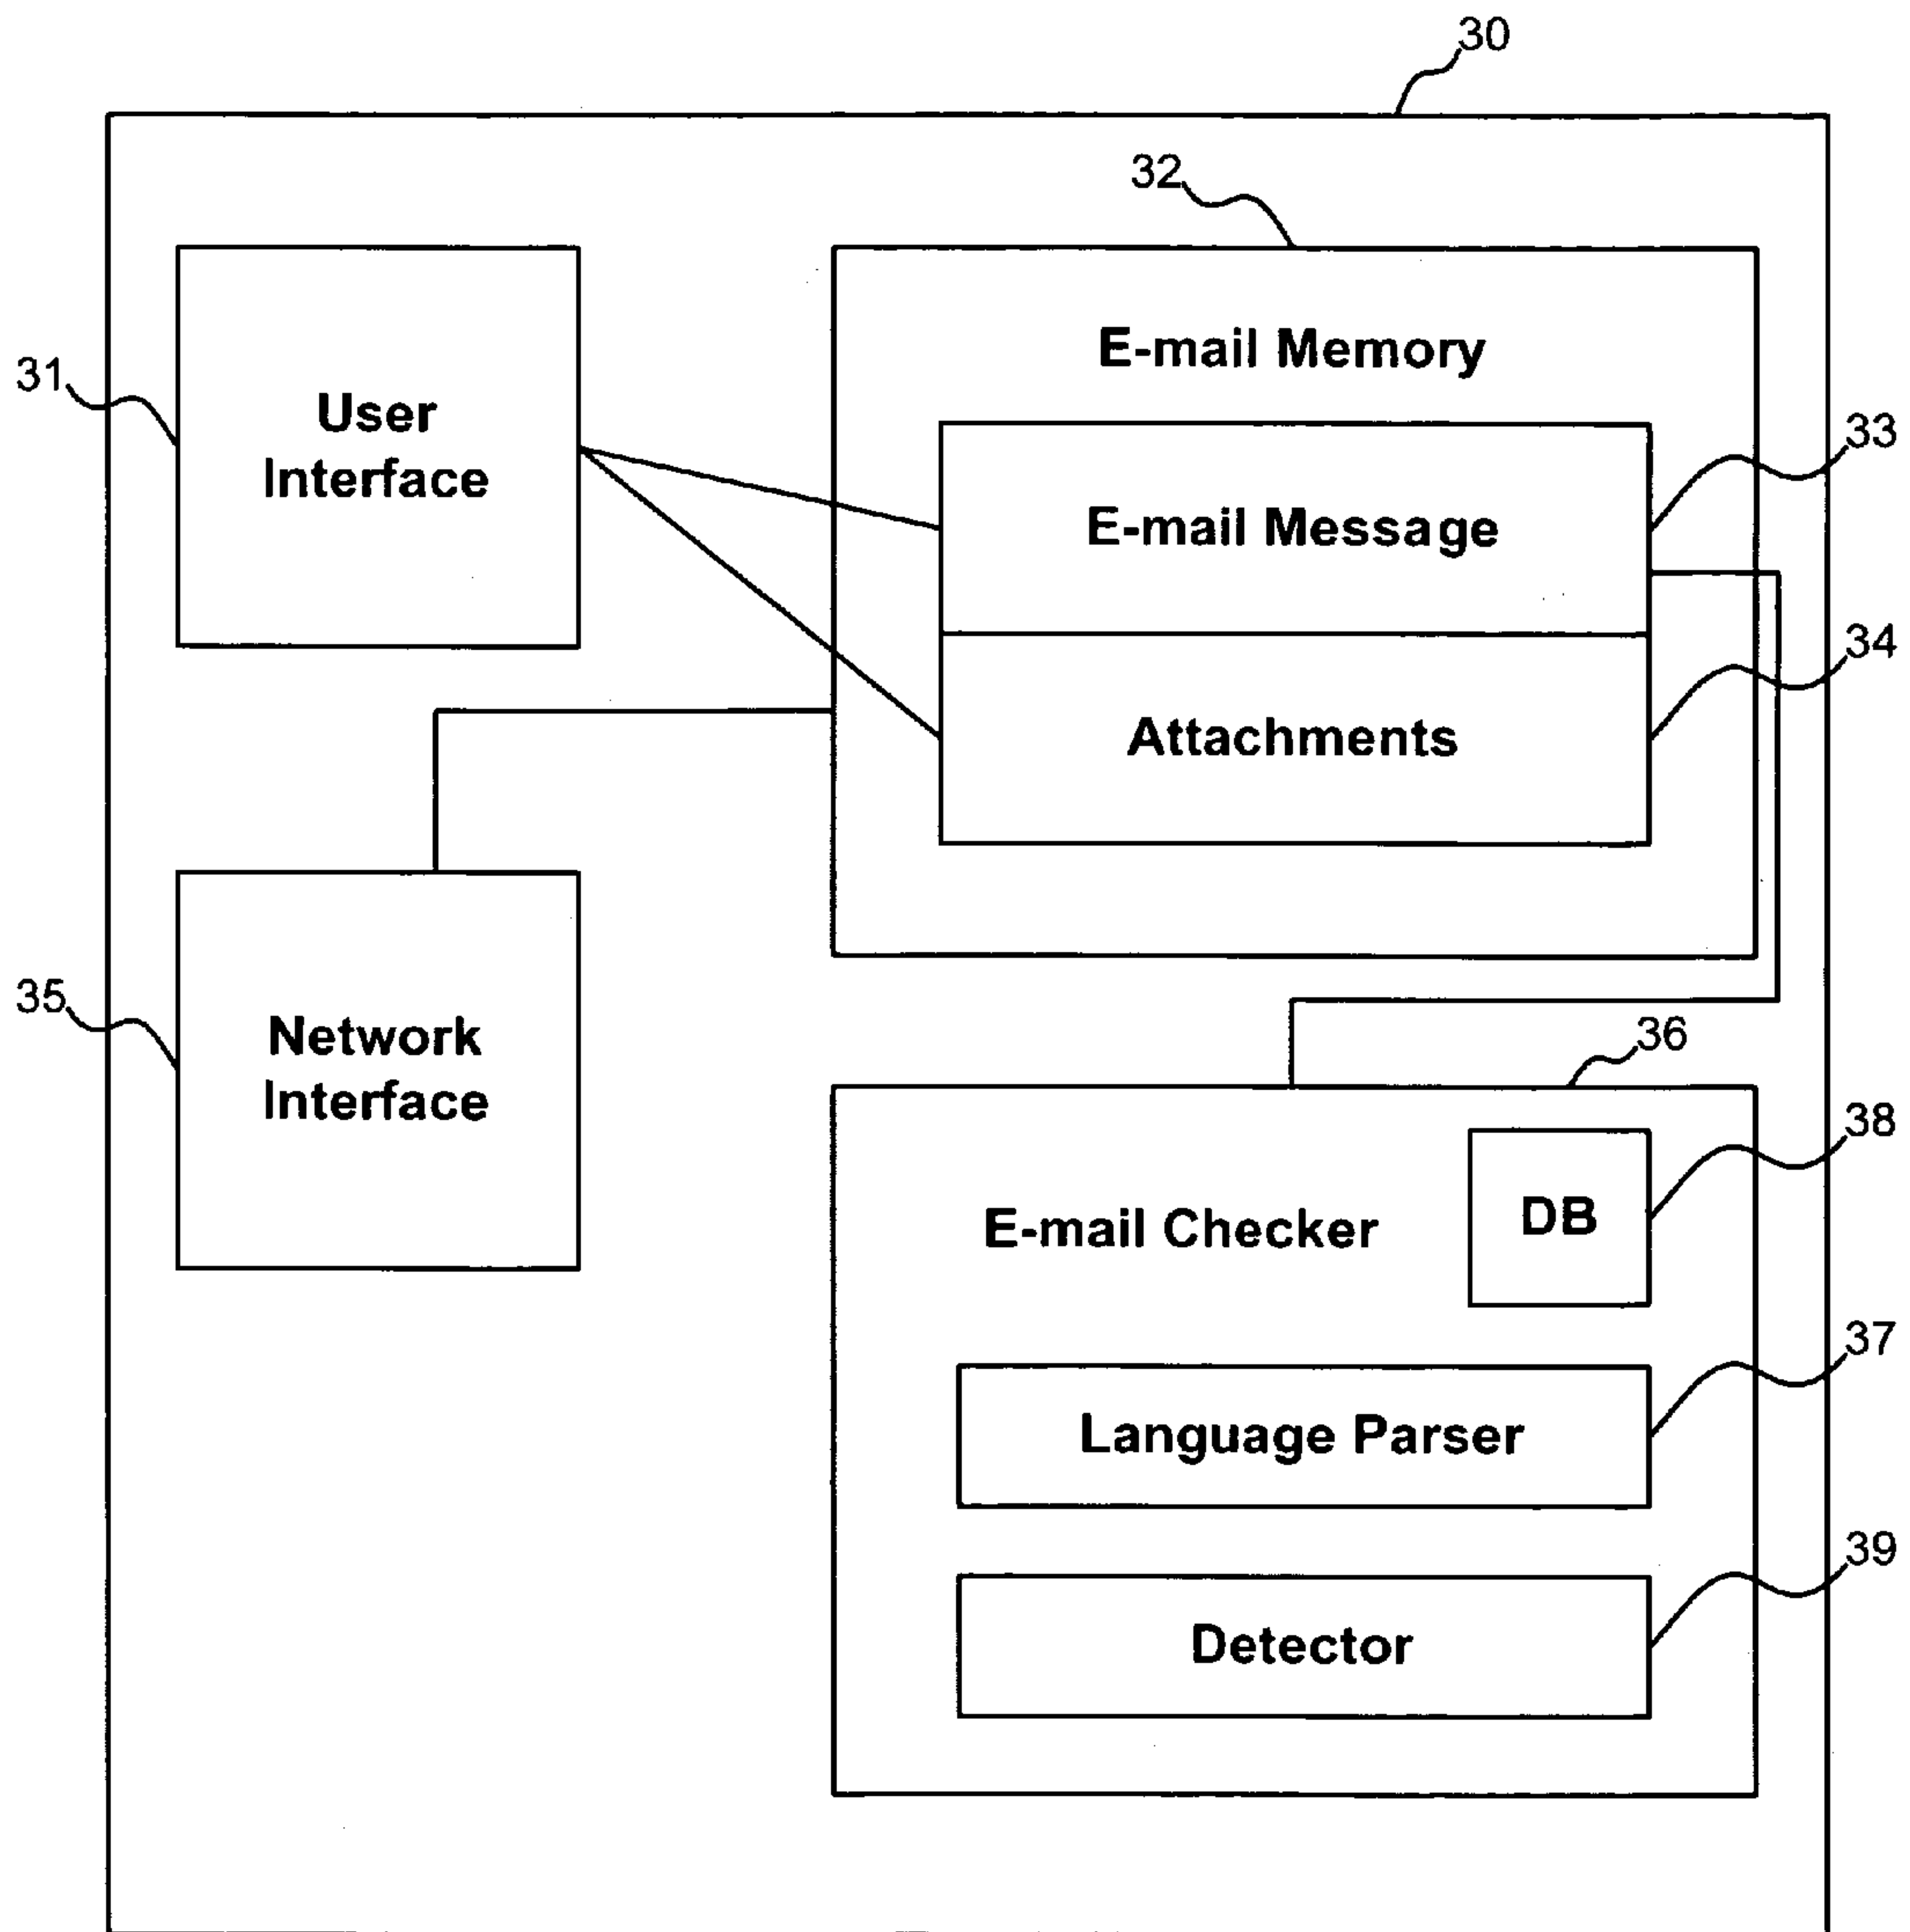 30
32
E-mail Memory
31
User
Interface
33
E-mail Message
34
Attachments
35
Network
Interface
36
38
E-mail Checker
DB
37
Language Parser
39
Detector